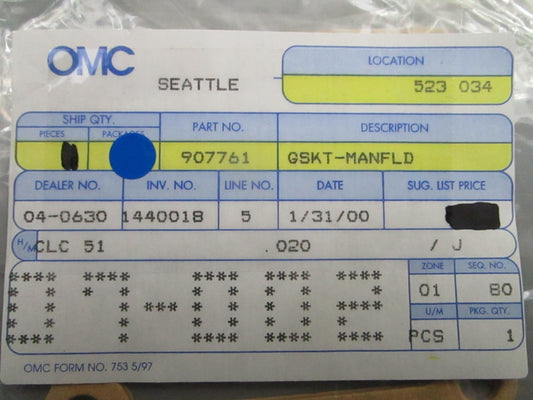 OMC
SEATTLE
LOCATION
523 034
SHIP QTY.
PIECES PACKAGES PART NO. DESCRIPTION
907761 GSKT-MANFLD
DEALER NO. INV. NO. LINE NO. DATE SUG. LIST PRICE
04-0630 1440018 5 1/31/00
H/M CLC 51 .020 / J
ZONE SEQ. NO.
01 80
U/M PKG. QTY.
PCS 1
OMC FORM NO. 753 5/97